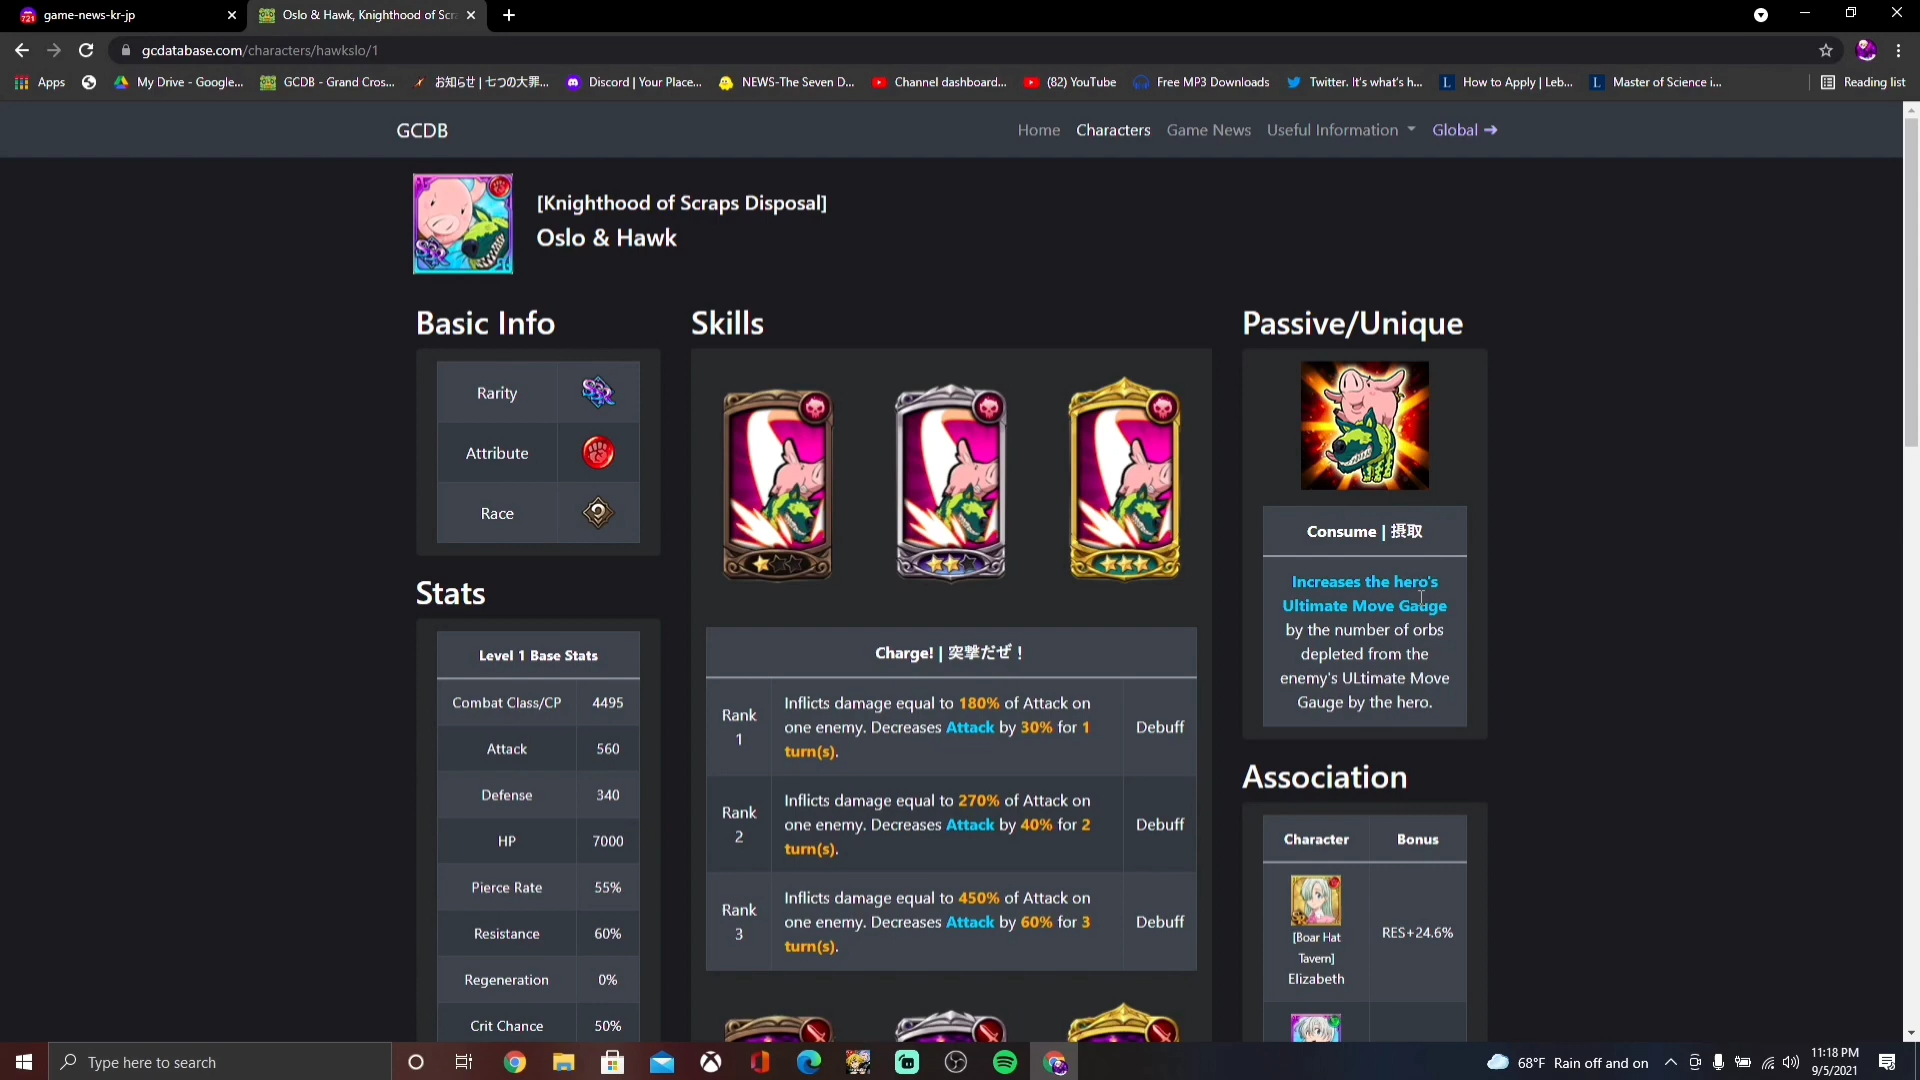 game-news-kr-jp
Oslo & Hawk, Knighthood of Scr
gcdatabase.com/characters/hawkslo/1
Apps
My Drive - Google...
GCDB - Grand Cros...
お知らせ | 七つの大罪...
Discord | Your Place...
NEWS-The Seven D...
Channel dashboard...
(82) YouTube
Free MP3 Downloads
Twitter. It's what's h...
How to Apply | Leb...
Master of Science i...
Reading list
GCDB
Home
Characters
Game News
Useful Information
Global
[Knighthood of Scraps Disposal]
Oslo & Hawk
Basic Info
Rarity
Attribute
Race
Stats
Level 1 Base Stats
Combat Class/CP 4495
Attack 560
Defense 340
HP 7000
Pierce Rate 55%
Resistance 60%
Regeneration 0%
Crit Chance 50%
Skills
Charge! | 突撃だぜ！
Rank 1
Inflicts damage equal to 180% of Attack on
one enemy. Decreases Attack by 30% for 1
turn(s).
Debuff
Rank 2
Inflicts damage equal to 270% of Attack on
one enemy. Decreases Attack by 40% for 2
turn(s).
Debuff
Rank 3
Inflicts damage equal to 450% of Attack on
one enemy. Decreases Attack by 60% for 3
turn(s).
Debuff
Passive/Unique
Consume | 摂取
Increases the hero's
Ultimate Move Gauge
by the number of orbs
depleted from the
enemy's ULtimate Move
Gauge by the hero.
Association
Character Bonus
[Boar Hat
Tavern]
Elizabeth
RES+24.6%
Type here to search
68°F Rain off and on
11:18 PM
9/5/2021